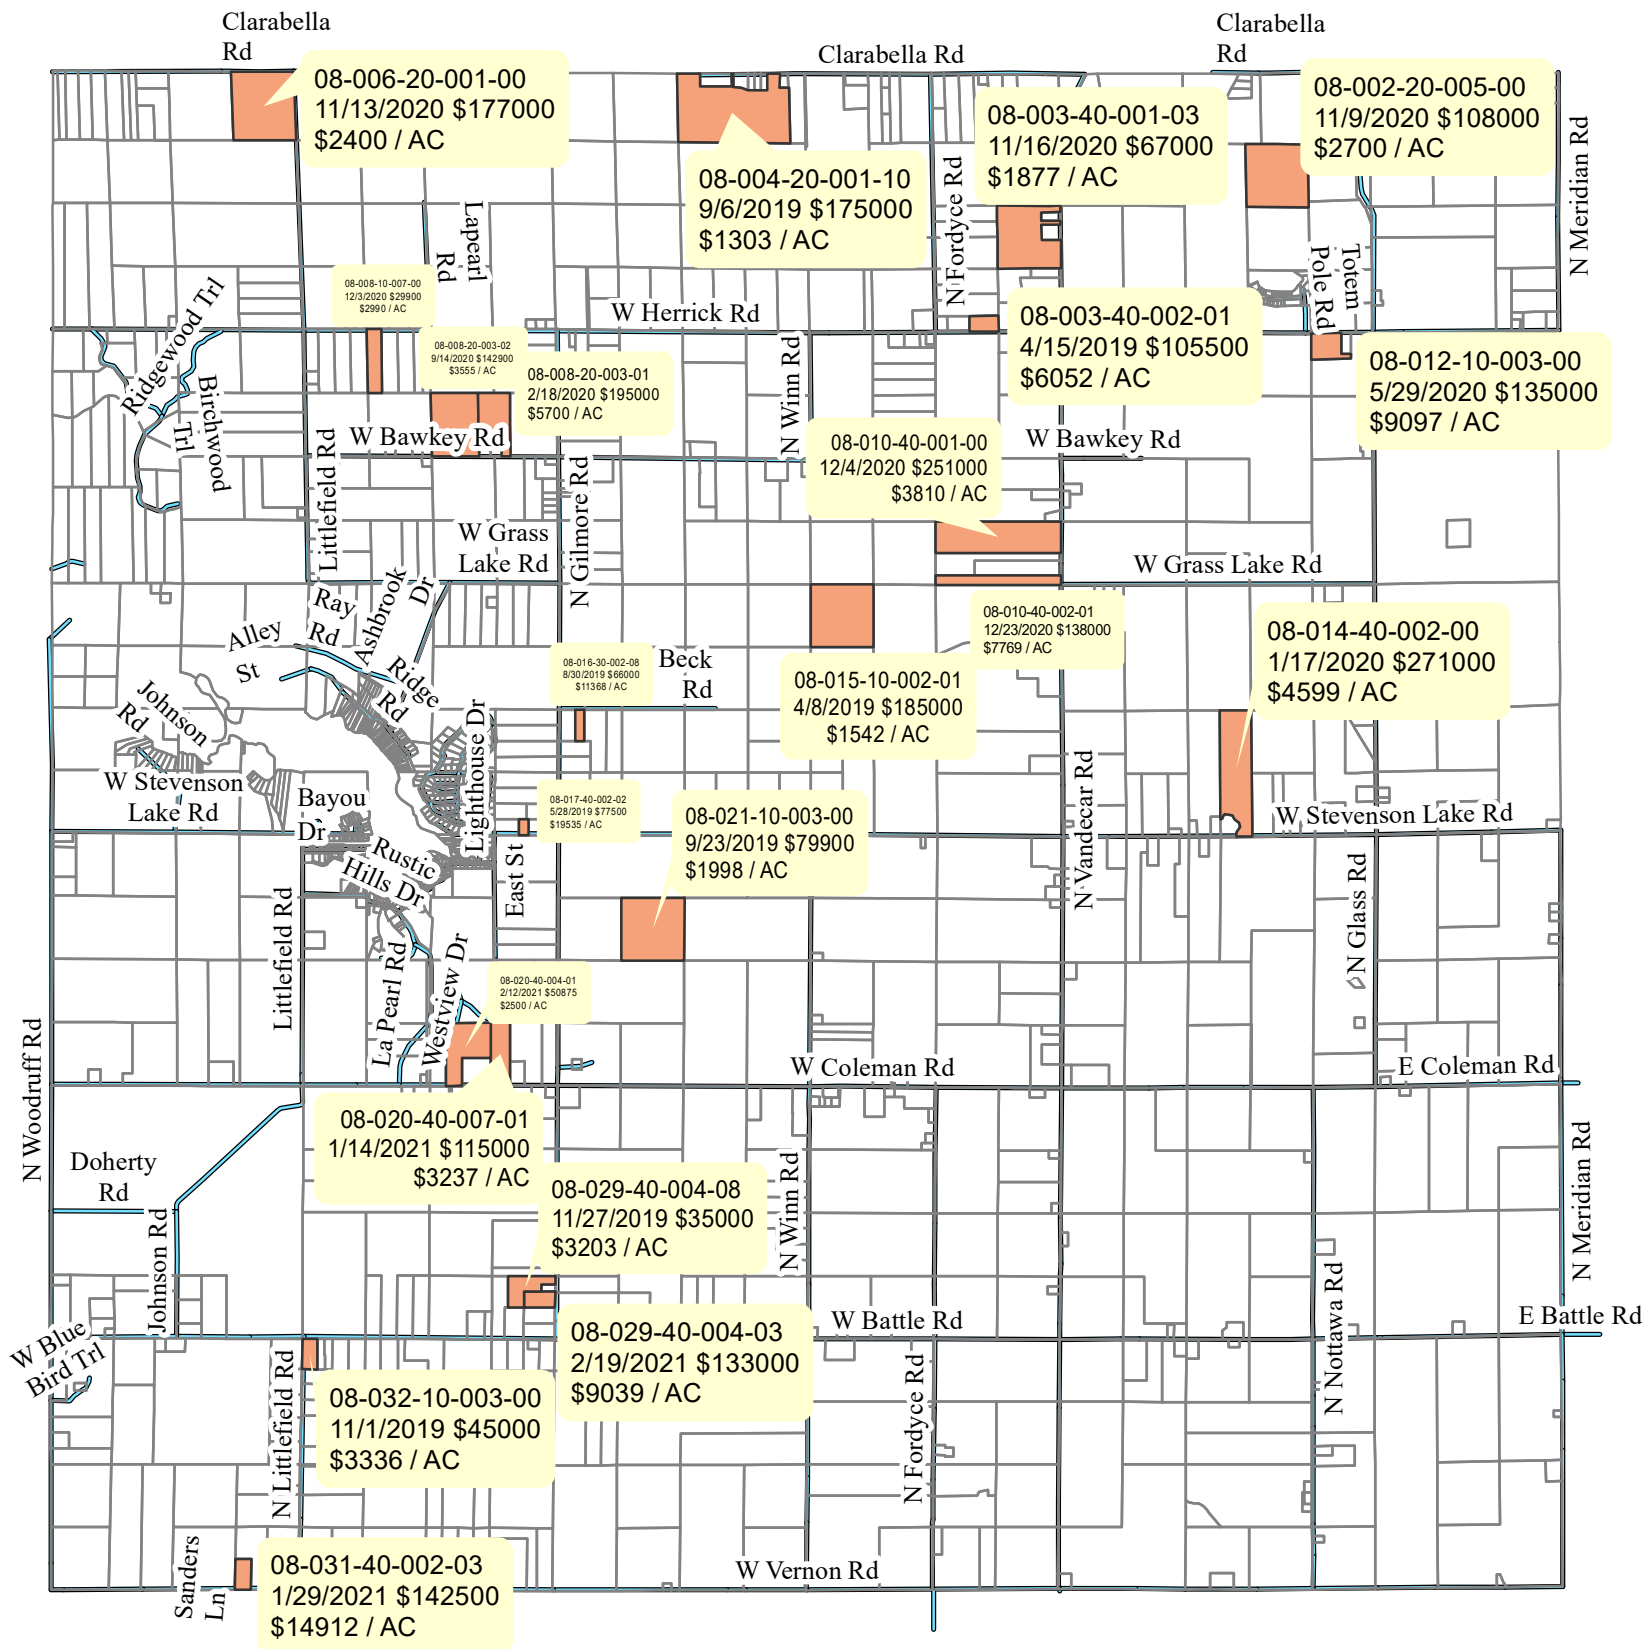 Clarabella
Rd
Clarabella Rd
Clarabella
Rd
08-006-20-001-00
11/13/2020 $177000
$2400 / AC
08-004-20-001-10
9/6/2019 $175000
$1303 / AC
08-003-40-001-03
11/16/2020 $67000
$1877 / AC
08-002-20-005-00
11/9/2020 $108000
$2700 / AC
N Meridian Rd
N Fordyce Rd
Lapearl
Rd
Totem
Pole Rd
08-008-10-007-00
12/3/2020 $29900
$2990 / AC
W Herrick Rd
08-003-40-002-01
4/15/2019 $105500
$6052 / AC
08-008-20-003-02
9/14/2020 $142900
$3555 / AC
08-008-20-003-01
2/18/2020 $195000
$5700 / AC
08-012-10-003-00
5/29/2020 $135000
$9097 / AC
Ridgewood Trl
Birchwood
Trl
N Winn Rd
W Bawkey Rd
W Bawkey Rd
08-010-40-001-00
12/4/2020 $251000
$3810 / AC
Littlefield Rd
N Gilmore Rd
W Grass
Lake Rd
W Grass Lake Rd
Ray
Rd
Ashbrook
Dr
Alley
St
08-010-40-002-01
12/23/2020 $138000
$7769 / AC
08-014-40-002-00
1/17/2020 $271000
$4599 / AC
08-016-30-002-08
8/30/2019 $66000
$11368 / AC
Beck
Rd
08-015-10-002-01
4/8/2019 $185000
$1542 / AC
Ridge
Rd
Johnson
Rd
Lighthouse Dr
W Stevenson
Lake Rd
Bayou
Dr
08-017-40-002-02
5/28/2019 $77500
$19535 / AC
08-021-10-003-00
9/23/2019 $79900
$1998 / AC
N Vandecar Rd
W Stevenson Lake Rd
Rustic
Hills Dr
East St
N Glass Rd
Littlefield Rd
La Pearl Rd
Westview Dr
08-020-40-004-01
2/12/2021 $50875
$2500 / AC
N Woodruff Rd
W Coleman Rd
E Coleman Rd
08-020-40-007-01
1/14/2021 $115000
$3237 / AC
Doherty
Rd
Johnson Rd
08-029-40-004-08
11/27/2019 $35000
$3203 / AC
N Winn Rd
N Meridian Rd
W Battle Rd
E Battle Rd
N Nottawa Rd
W Blue
Bird Trl
08-029-40-004-03
2/19/2021 $133000
$9039 / AC
N Littlefield Rd
08-032-10-003-00
11/1/2019 $45000
$3336 / AC
N Fordyce Rd
Sanders
Ln
08-031-40-002-03
1/29/2021 $142500
$14912 / AC
W Vernon Rd